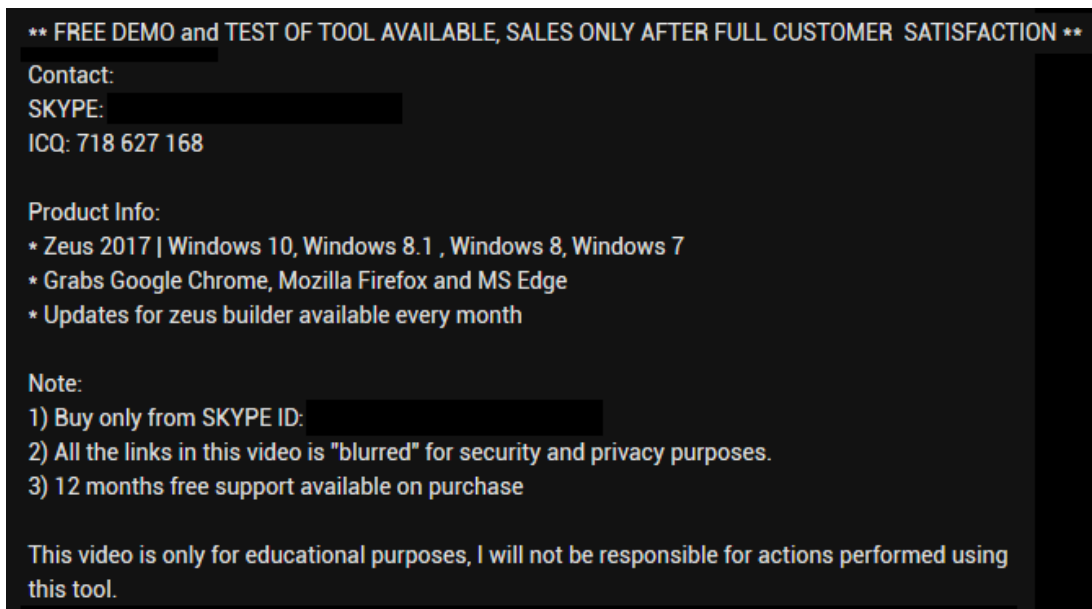 ** FREE DEMO and TEST OF TOOL AVAILABLE, SALES ONLY AFTER FULL CUSTOMER SATISFACTION **
Contact:
SKYPE:
ICQ: 718 627 168
Product Info:
* Zeus 2017 | Windows 10, Windows 8.1 , Windows 8, Windows 7
* Grabs Google Chrome, Mozilla Firefox and MS Edge
* Updates for zeus builder available every month
Note:
1) Buy only from SKYPE ID:
2) All the links in this video is "blurred" for security and privacy purposes.
3) 12 months free support available on purchase
This video is only for educational purposes, I will not be responsible for actions performed using
this tool.